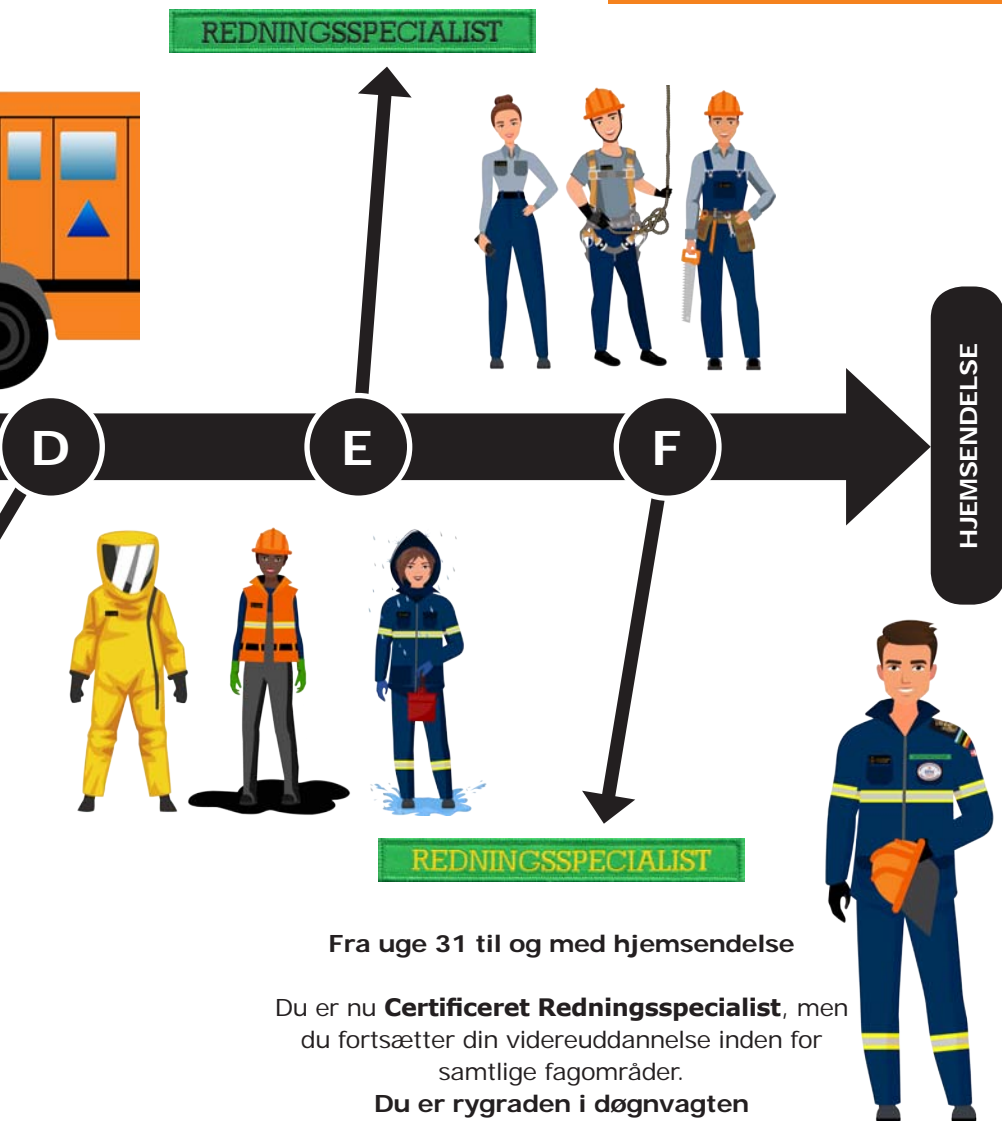 REDNINGSSPECIALIST
D
E
F
HJEMSENDELSE
REDNINGSSPECIALIST
Fra uge 31 til og med hjemsendelse
Du er nu Certificeret Redningsspecialist, men
du fortsætter din videreuddannelse inden for
samtlige fagområder.
Du er rygraden i døgnvagten